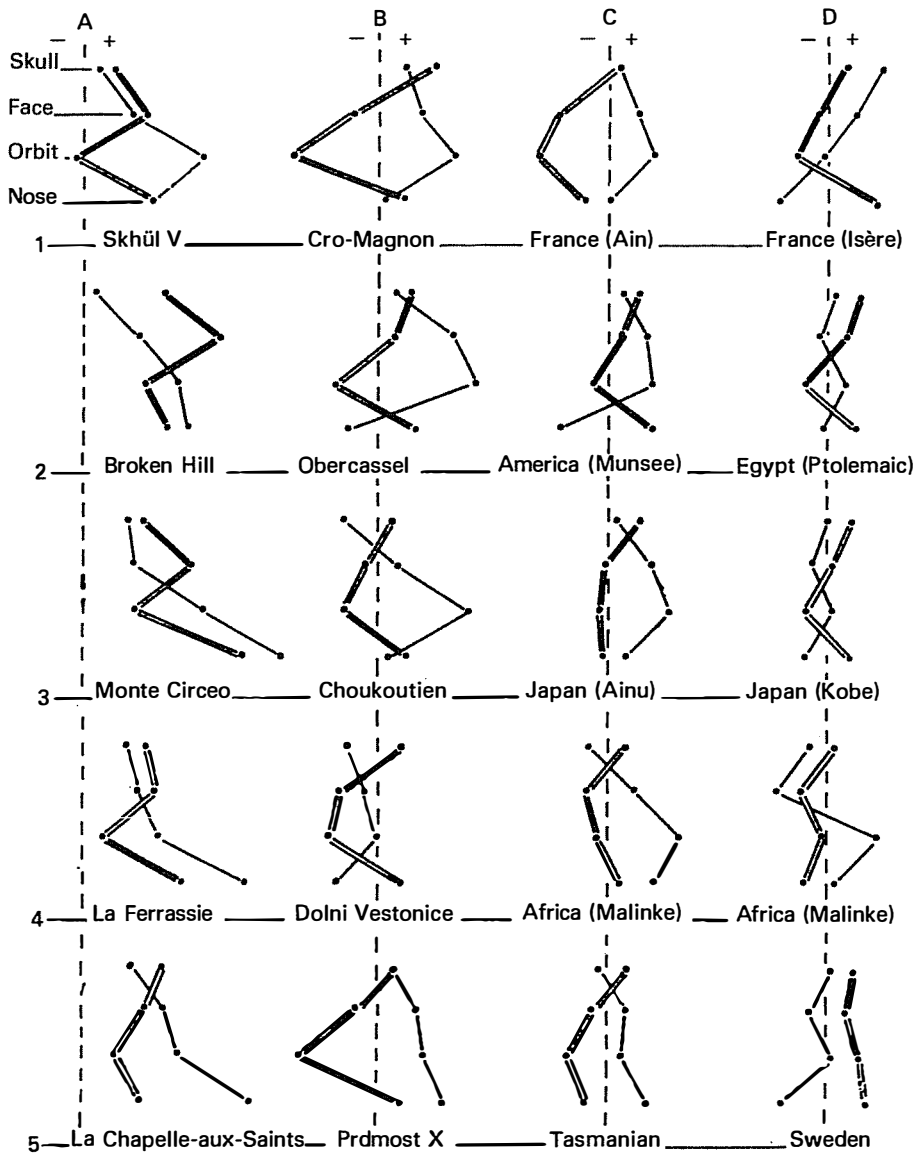 A B C D
− + − + − + − +
Skull
Face
Orbit
Nose
1 Skhül V Cro-Magnon France (Ain) France (Isère)
2 Broken Hill Obercassel America (Munsee) Egypt (Ptolemaic)
3 Monte Circeo Choukoutien Japan (Ainu) Japan (Kobe)
4 La Ferrassie Dolni Vestonice Africa (Malinke) Africa (Malinke)
5 La Chapelle-aux-Saints Prdmost X Tasmanian Sweden